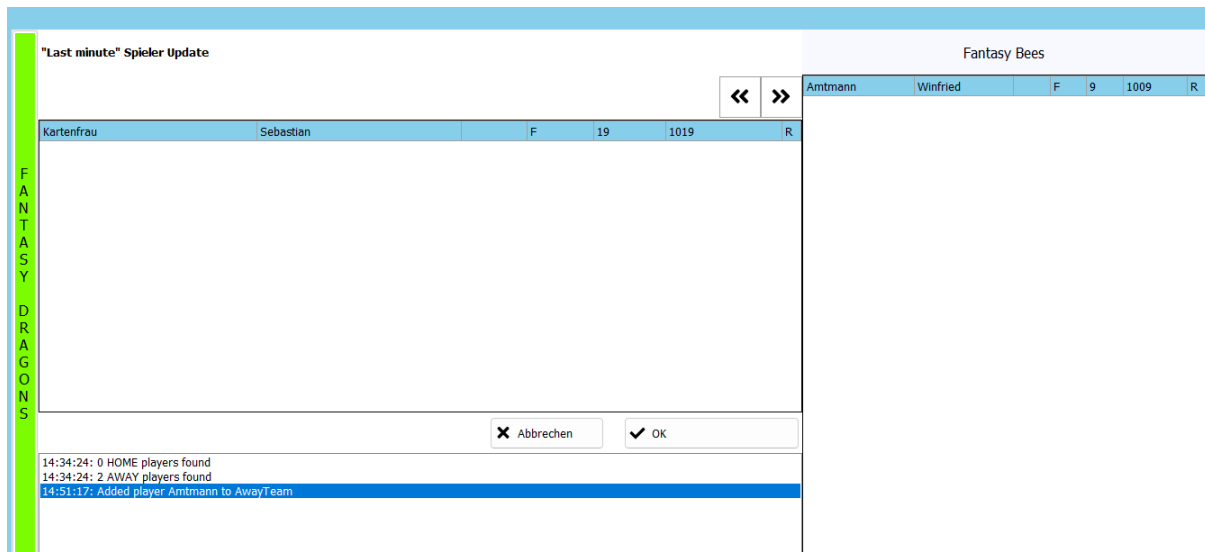 "Last minute" Spieler Update
Fantasy Bees
Amtmann Winfried F 9 1009 R
Kartenfrau Sebastian F 19 1019 R
FANTASY DRAGONS
Abbrechen OK
14:34:24: 0 HOME players found
14:34:24: 2 AWAY players found
14:51:17: Added player Amtmann to AwayTeam